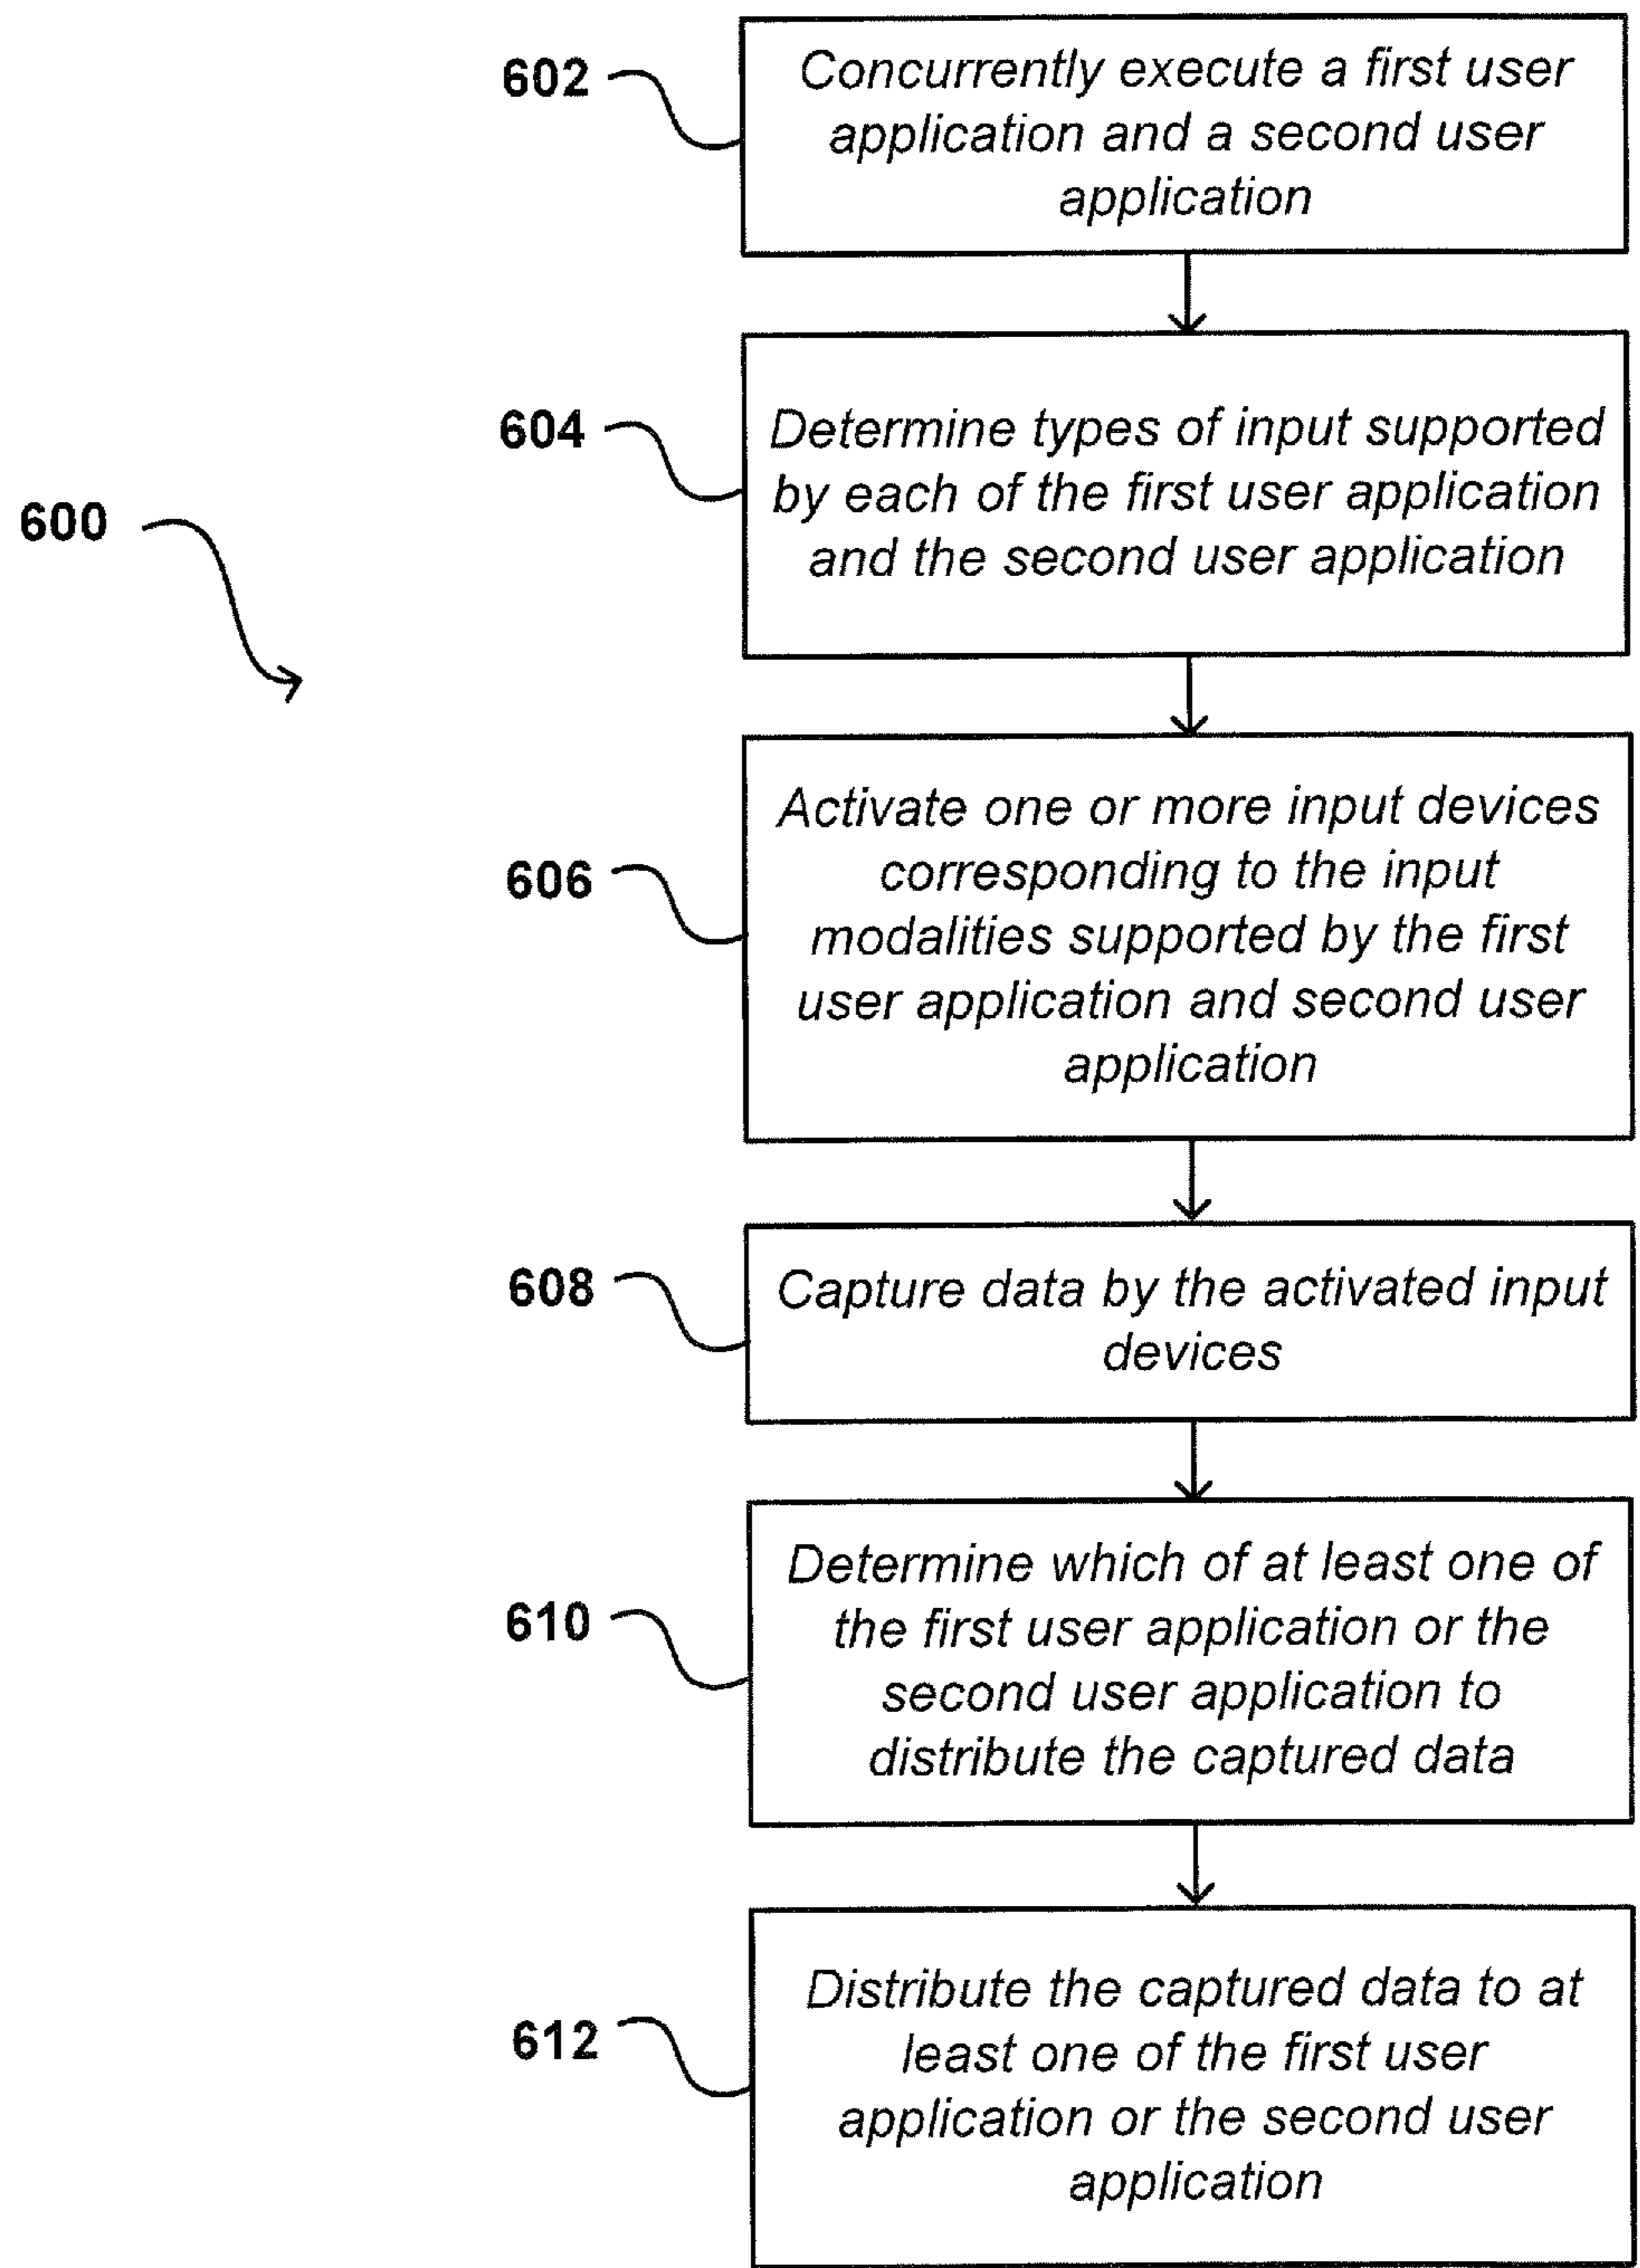 602
Concurrently execute a first user
application and a second user
application
604
Determine types of input supported
by each of the first user application
and the second user application
600
606
Activate one or more input devices
corresponding to the input
modalities supported by the first
user application and second user
application
608
Capture data by the activated input
devices
610
Determine which of at least one of
the first user application or the
second user application to
distribute the captured data
612
Distribute the captured data to at
least one of the first user
application or the second user
application